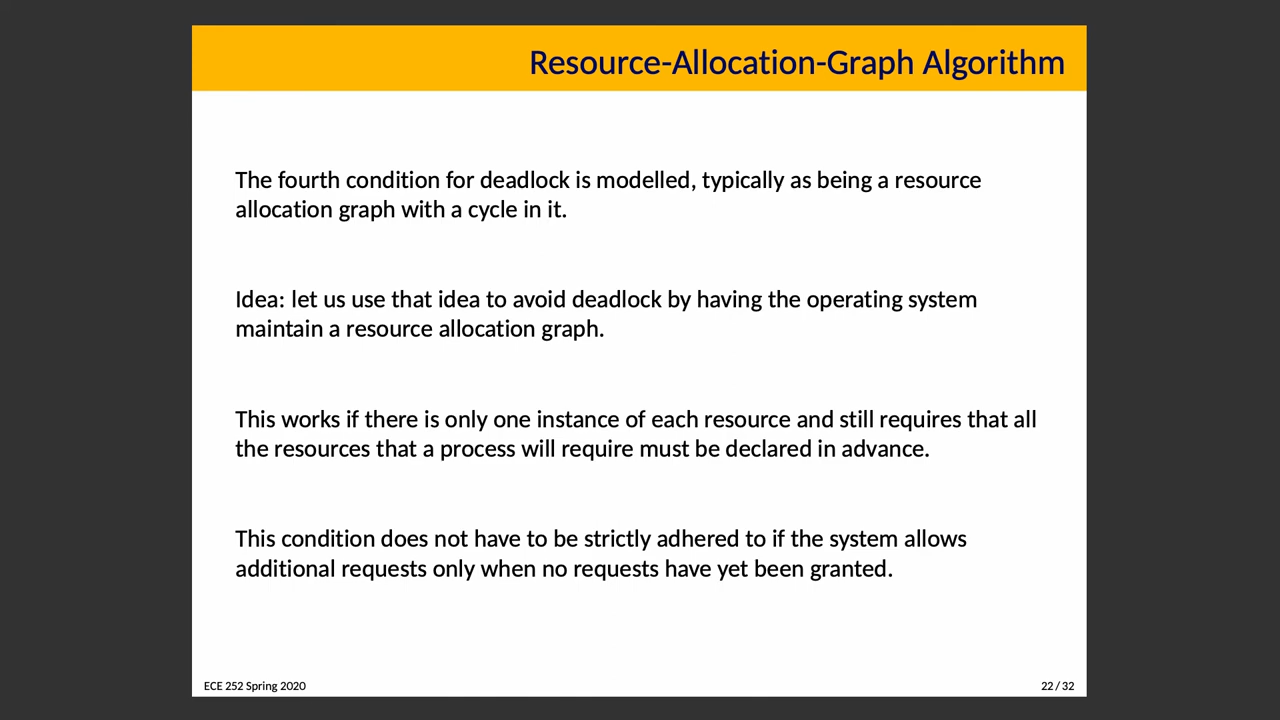 Resource-Allocation-Graph Algorithm
The fourth condition for deadlock is modelled, typically as being a resource
allocation graph with a cycle in it.
Idea: let us use that idea to avoid deadlock by having the operating system
maintain a resource allocation graph.
This works if there is only one instance of each resource and still requires that all
the resources that a process will require must be declared in advance.
This condition does not have to be strictly adhered to if the system allows
additional requests only when no requests have yet been granted.
ECE 252 Spring 2020
22 / 32